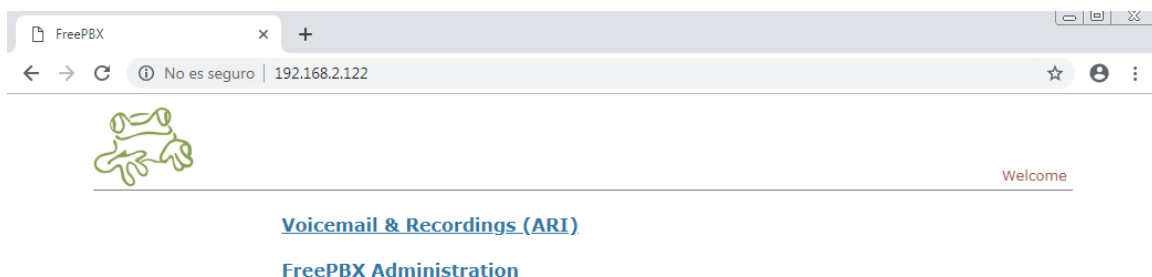 FreePBX
No es seguro | 192.168.2.122
Welcome
Voicemail & Recordings (ARI)
FreePBX Administration